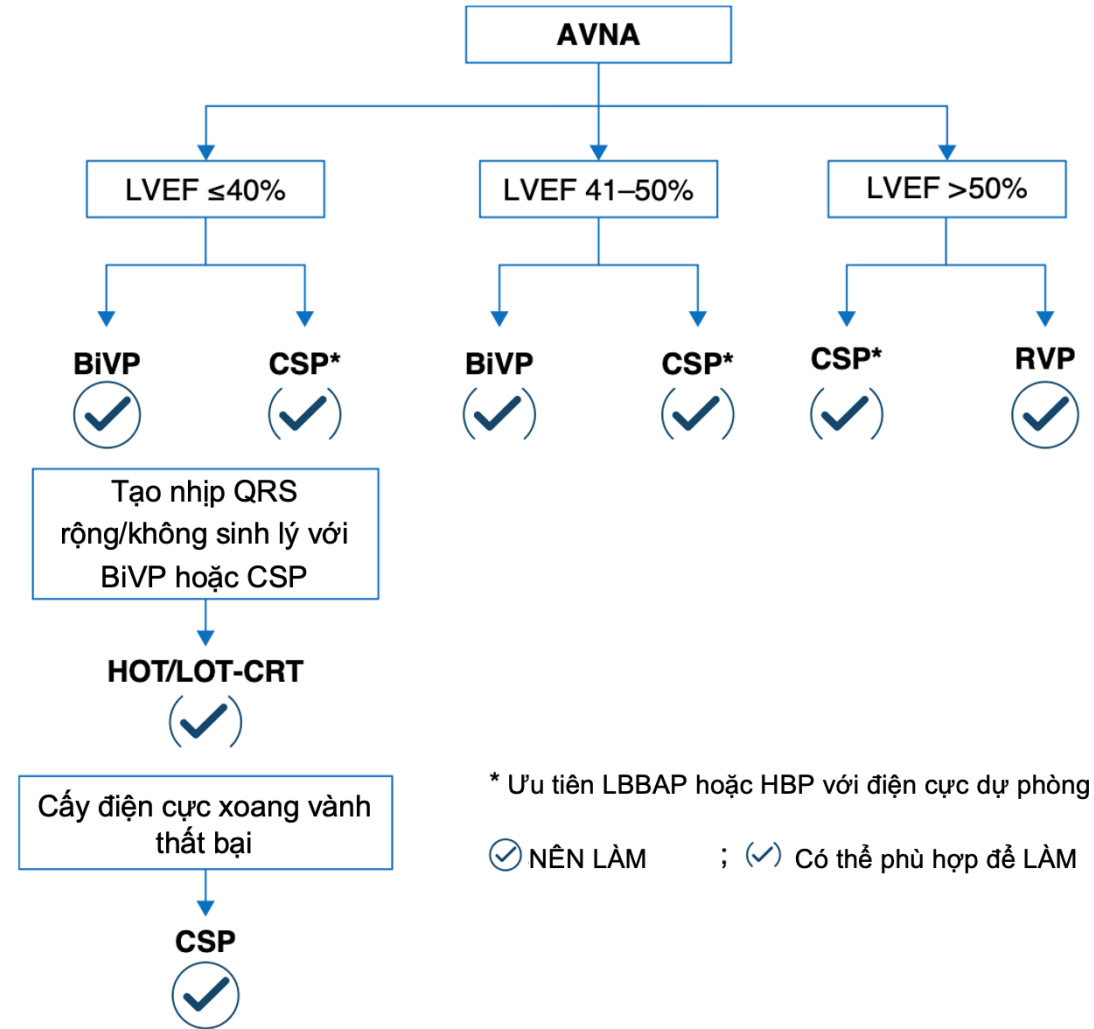 AVNA
LVEF ≤40%
LVEF 41–50%
LVEF >50%
BiVP
CSP*
BiVP
CSP*
CSP*
RVP
Tạo nhịp QRS
rộng/không sinh lý với
BiVP hoặc CSP
HOT/LOT-CRT
Cấy điện cực xoang vành
thất bại
CSP
* Ưu tiên LBBAP hoặc HBP với điện cực dự phòng
NÊN LÀM ; Có thể phù hợp để LÀM